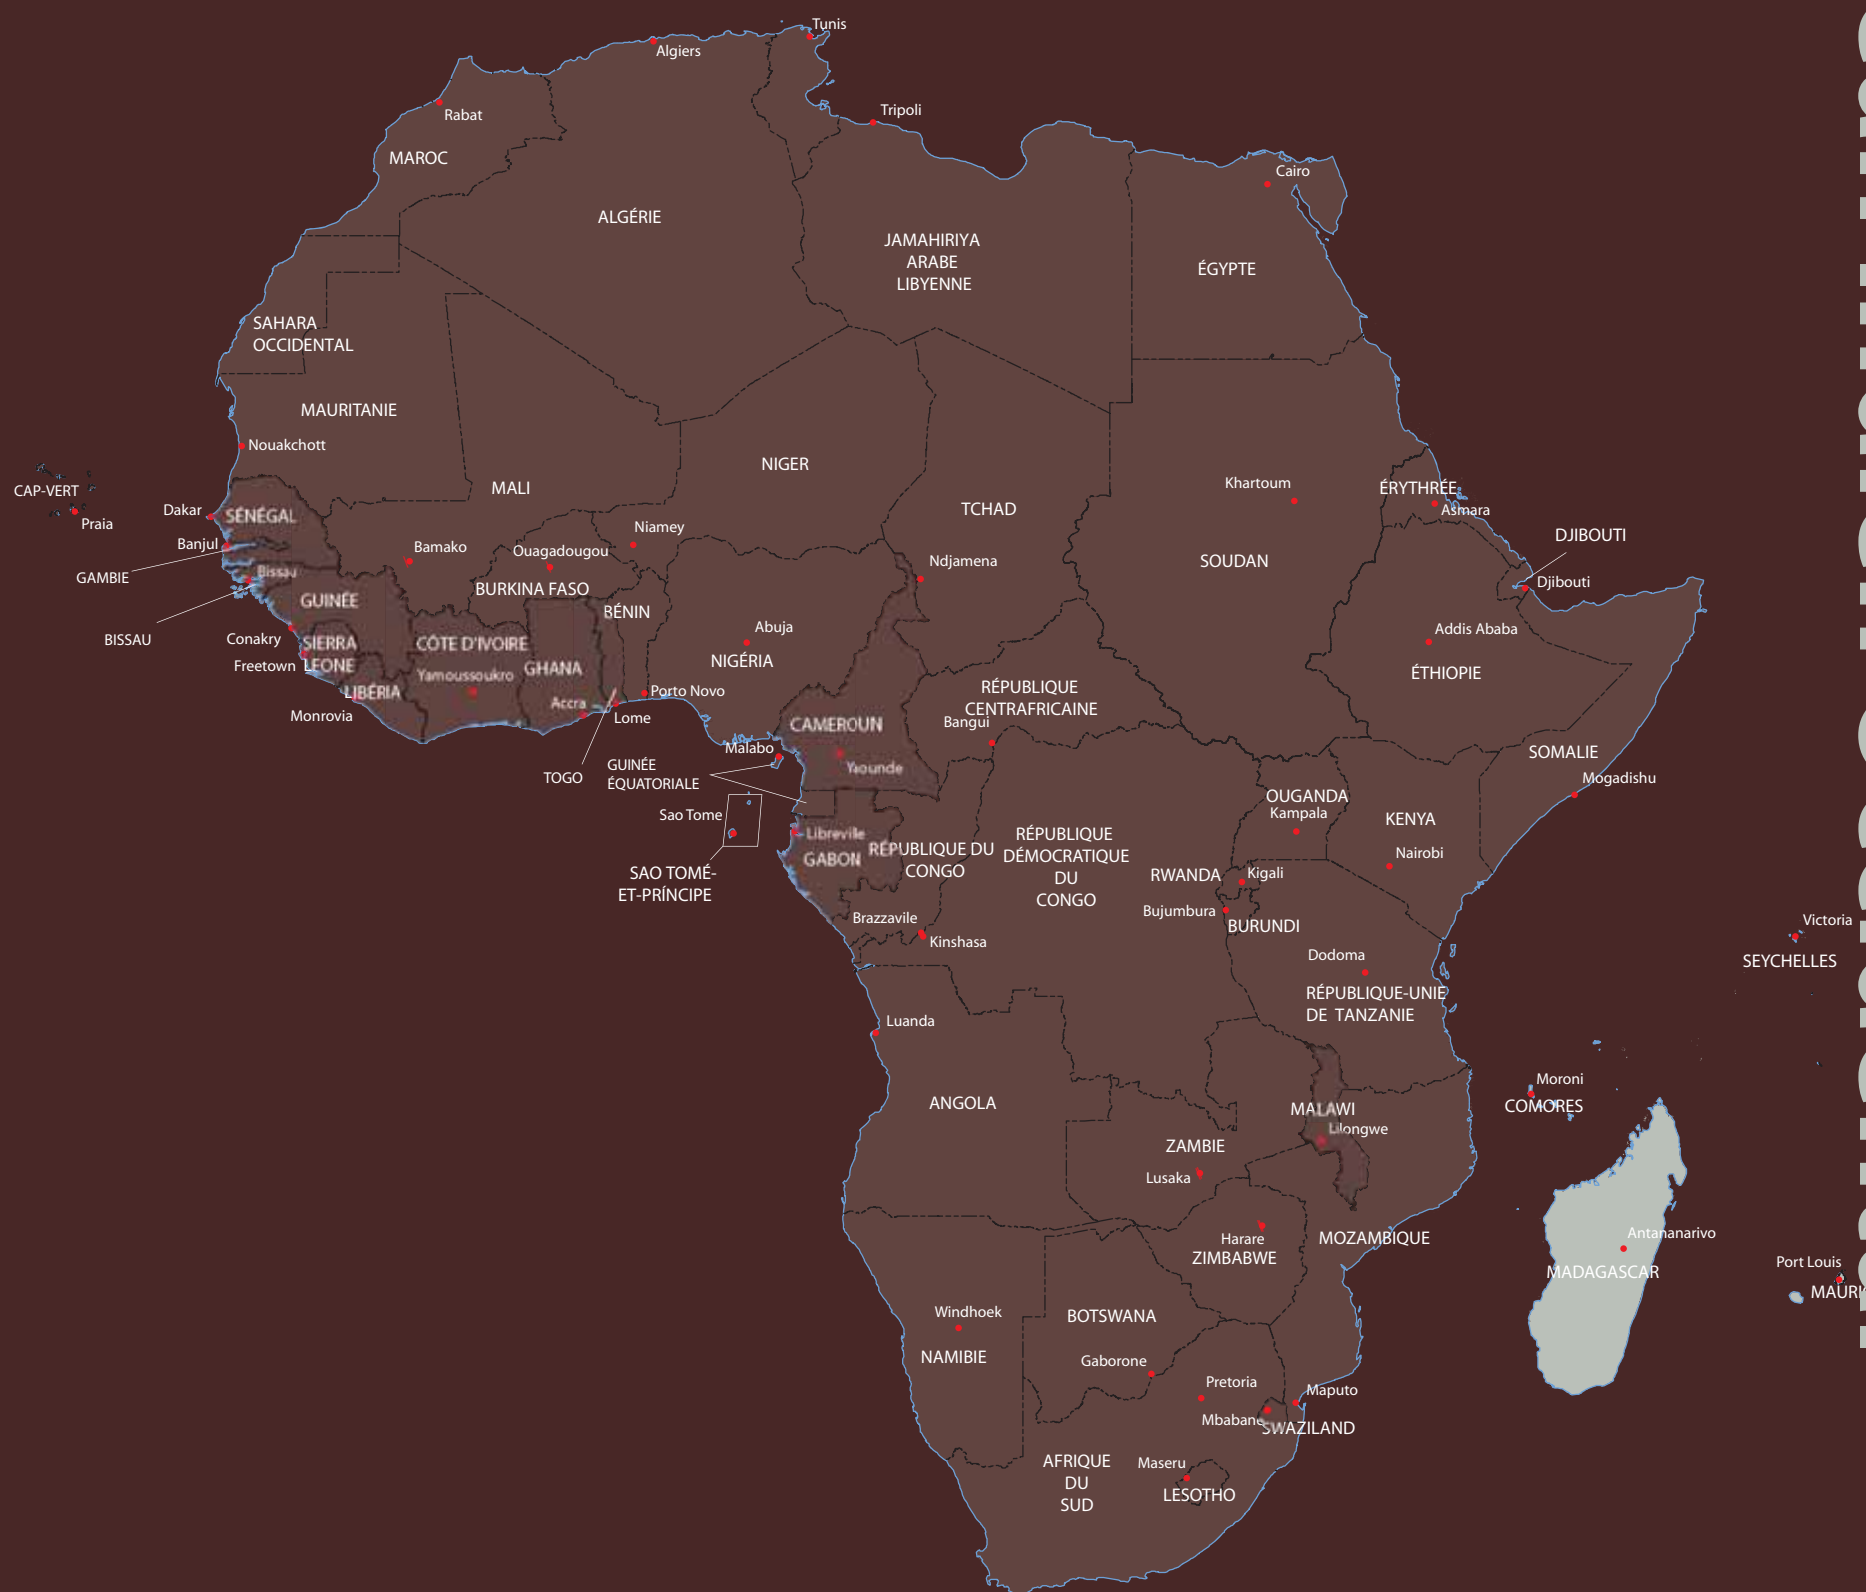 Tunis
Algiers
Rabat
Tripoli
MAROC
Cairo
ALGÉRIE
JAMAHIRIYA
ARABE
LIBYENNE
ÉGYPTE
SAHARA
OCCIDENTAL
MAURITANIE
Nouakchott
NIGER
MALI
CAP-VERT
Praia
Khartoum
ÉRYTHRÉE
Asmara
TCHAD
Dakar
SÉNÉGAL
Niamey
DJIBOUTI
Banjul
Bamako
Ouagadougou
Ndjamena
SOUDAN
GAMBIE
Bissau
BURKINA FASO
Djibouti
GUINÉE
BÉNIN
BISSAU
Conakry
SIERRA
LEONE
CÔTE D'IVOIRE
Abuja
Addis Ababa
Freetown
Yamoussoukro
GHANA
NIGÉRIA
ÉTHIOPIE
LIBÉRIA
Porto Novo
RÉPUBLIQUE
CENTRAFRICAINE
Monrovia
Accra
Lome
CAMEROUN
Bangui
Malabo
SOMALIE
TOGO
GUINÉE
ÉQUATORIALE
Yaounde
Mogadishu
OUGANDA
Kampala
Sao Tome
Libreville
RÉPUBLIQUE
DÉMOCRATIQUE
DU
CONGO
KENYA
GABON
RÉPUBLIQUE DU
CONGO
Nairobi
SAO TOMÉ-
ET-PRÍNCIPE
RWANDA
Kigali
Brazzavile
Bujumbura
BURUNDI
Victoria
Kinshasa
Dodoma
SEYCHELLES
RÉPUBLIQUE-UNIE
DE TANZANIE
Luanda
Moroni
COMORES
ANGOLA
MALAWI
Lilongwe
ZAMBIE
Lusaka
Harare
ZIMBABWE
MOZAMBIQUE
Antananarivo
MADAGASCAR
Port Louis
MAURI
Windhoek
BOTSWANA
NAMIBIE
Gaborone
Pretoria
Maputo
Mbabane
SWAZILAND
AFRIQUE
DU
SUD
Maseru
LESOTHO